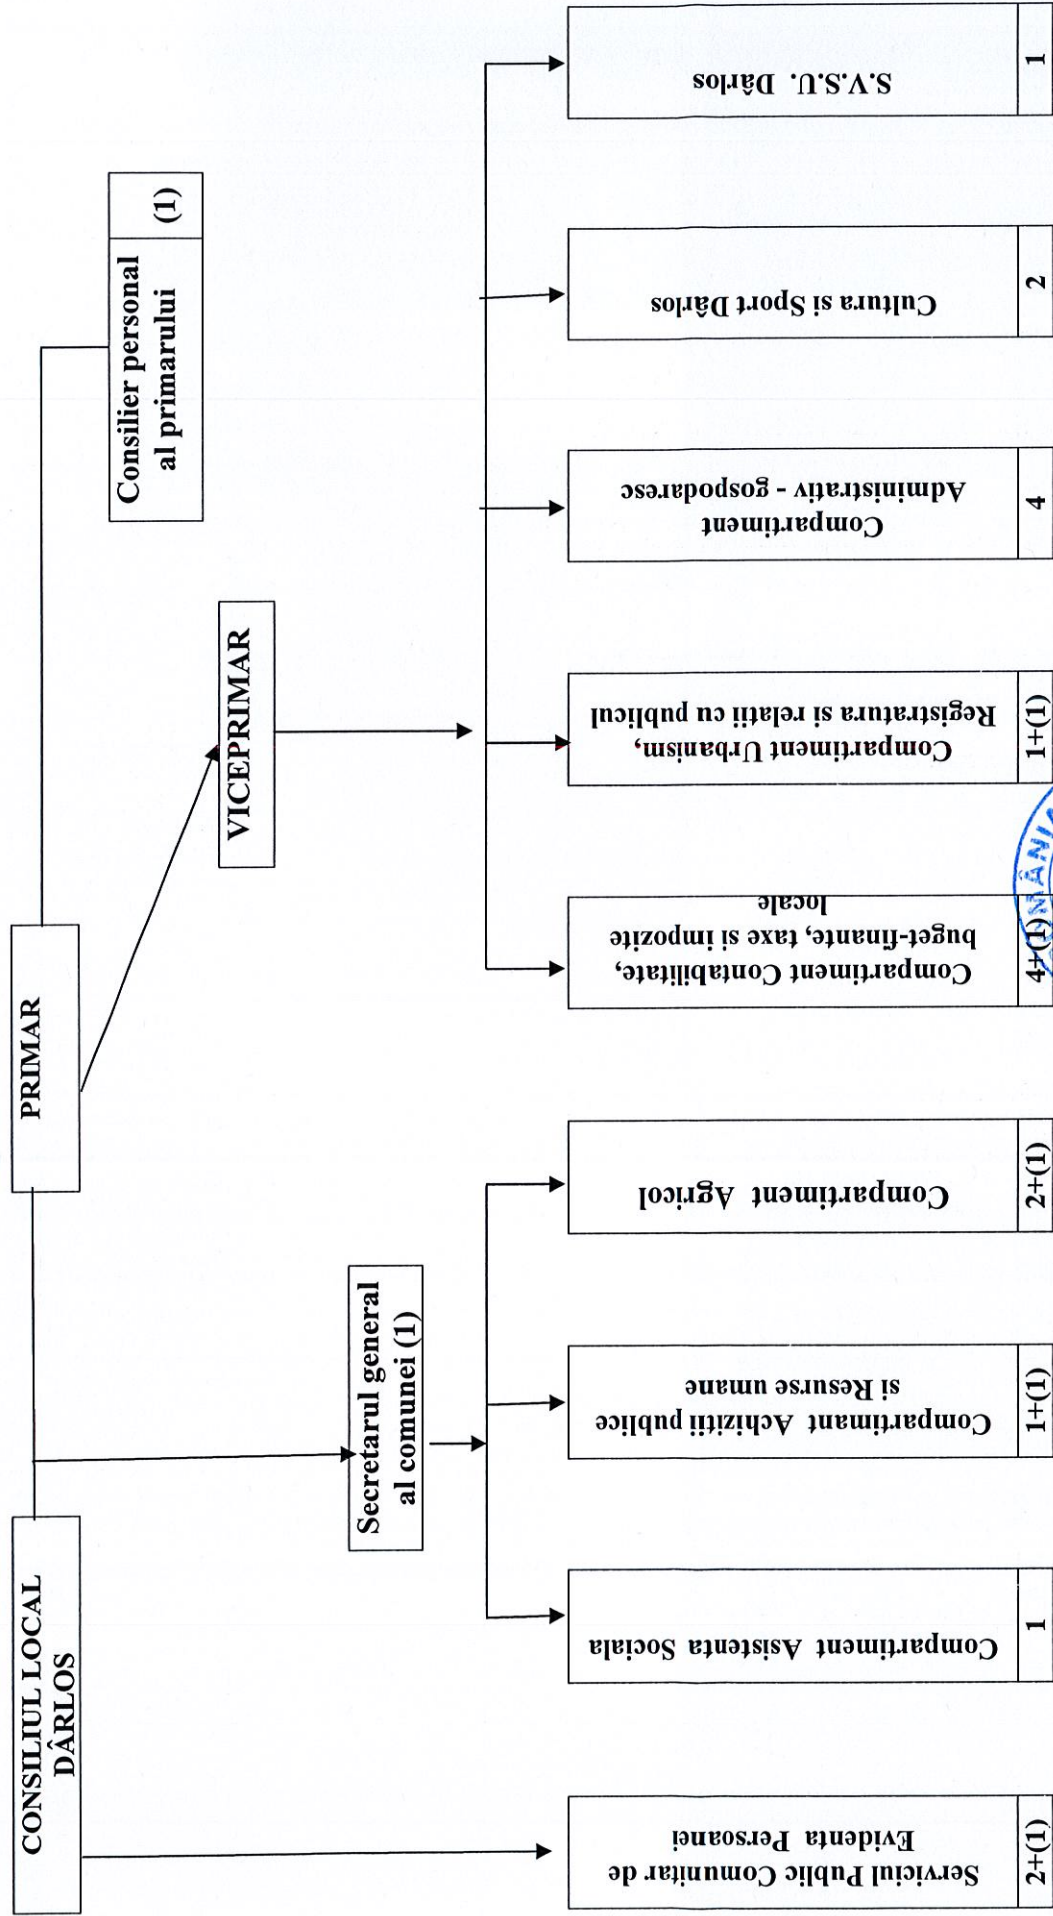 CONSILIUL LOCAL
DÂRLOS
PRIMAR
Consilier personal
al primarului
(1)
VICEPRIMAR
Secretarul general
al comunei (1)
Serviciul Public Comunitar de
Evidenta Persoanei
2+(1)
Compartiment Asistenta Sociala
1
Compartimant Achizitii publice
si Resurse umane
1+(1)
Compartiment Agricol
2+(1)
Compartiment Contabilitate,
buget-finante, taxe si impozite
locale
4+(1)
Compartiment Urbanism,
Registratura si relatii cu publicul
1+(1)
Compartiment
Administrativ - gospodaresc
4
Cultura si Sport Dârlos
2
S.V.S.U. Dârlos
1